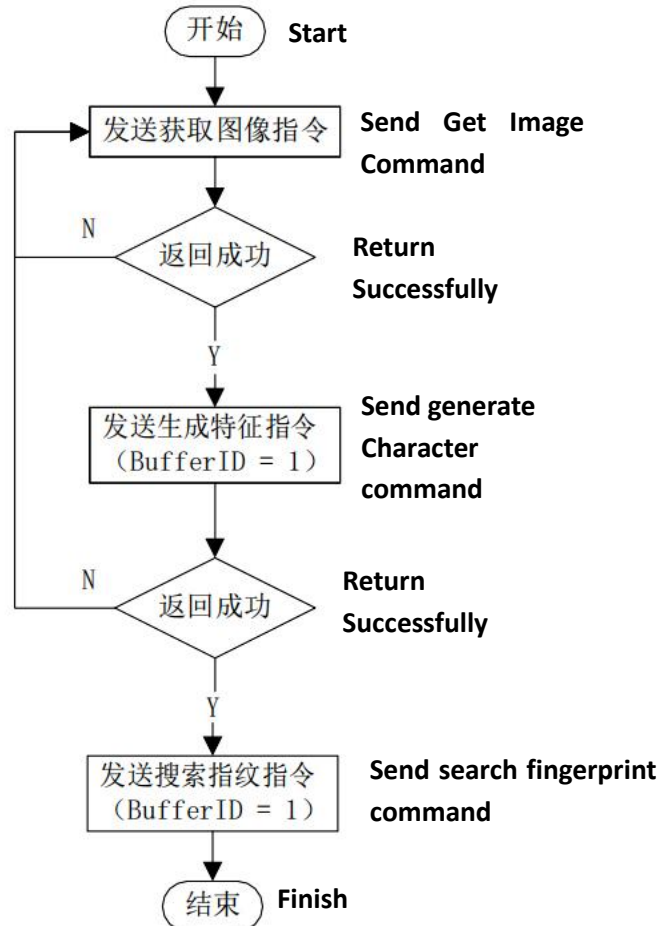 开始 Start
发送获取图像指令
Send Get Image
Command
N
返回成功
Return
Successfully
Y
发送生成特征指令
（BufferID = 1）
Send generate
Character
command
N
返回成功
Return
Successfully
Y
发送搜索指纹指令
（BufferID = 1）
Send search fingerprint
command
结束 Finish